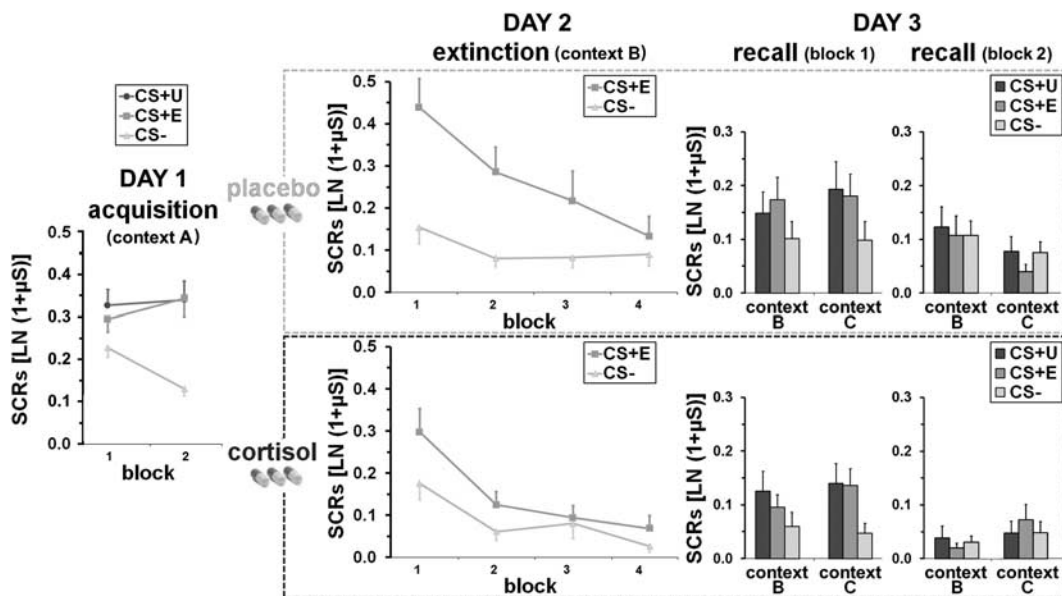 DAY 2
extinction (context B)
DAY 3
recall (block 1)
recall (block 2)
CS+U
CS+E
CS-
DAY 1
acquisition
(context A)
SCRs [LN (1+µS)]
0.5
0.4
0.3
0.2
0.1
0.0
1
2
block
placebo
SCRs [LN (1+µS)]
0.5
0.4
0.3
0.2
0.1
0.0
CS+E
CS-
1
2
3
4
block
SCRs [LN (1+µS)]
0.3
0.2
0.1
0.0
context
B
context
C
0.3
0.2
0.1
0.0
CS+U
CS+E
CS-
context
B
context
C
cortisol
SCRs [LN (1+µS)]
0.5
0.4
0.3
0.2
0.1
0.0
CS+E
CS-
1
2
3
4
block
SCRs [LN (1+µS)]
0.3
0.2
0.1
0.0
context
B
context
C
0.3
0.2
0.1
0.0
CS+U
CS+E
CS-
context
B
context
C